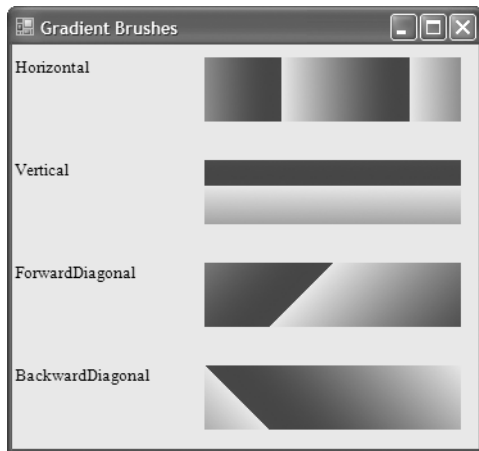 Gradient Brushes
Horizontal
Vertical
ForwardDiagonal
BackwardDiagonal